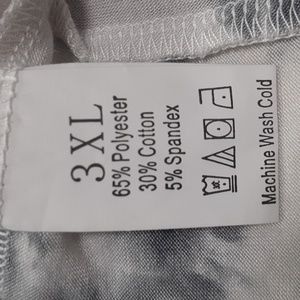 3XL
65% Polyester
30% Cotton
5% Spandex
Machine Wash Cold